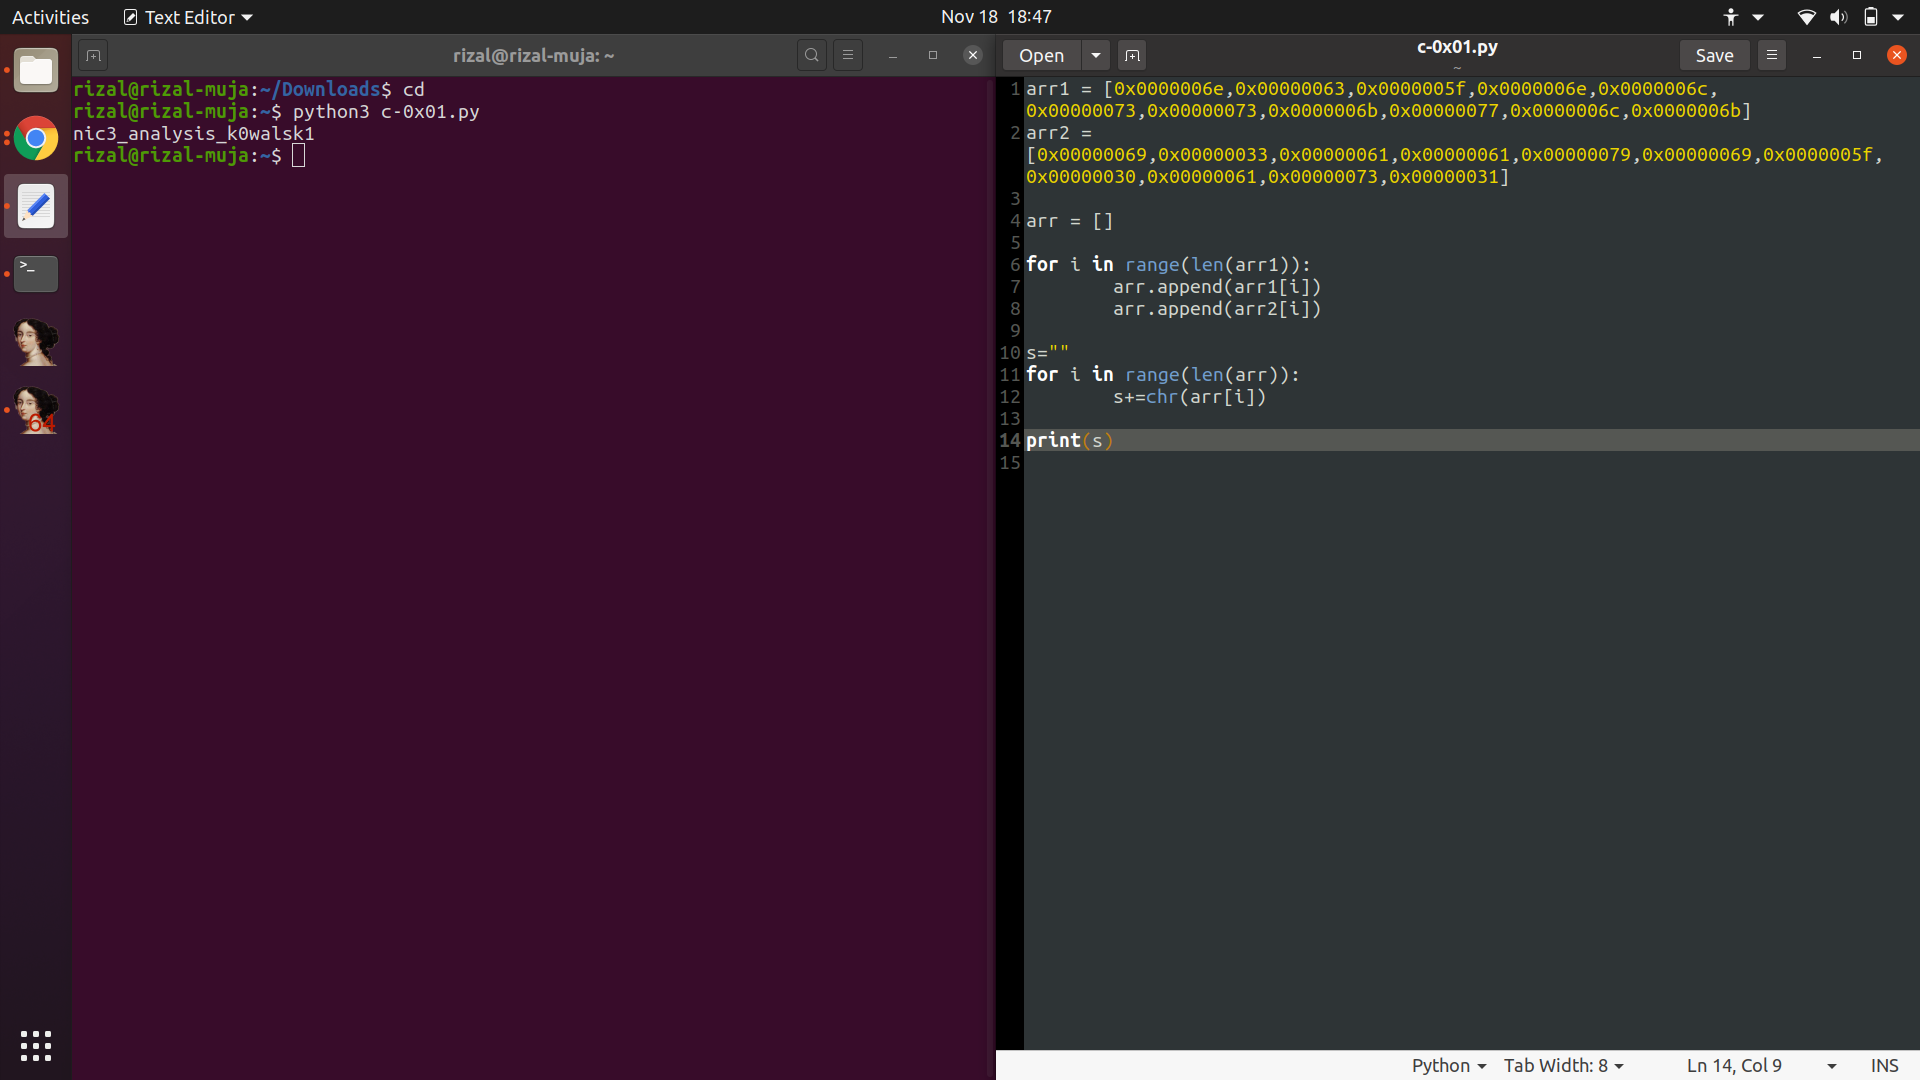 Activities
Text Editor
Nov 18 18:47
rizal@rizal-muja: ~
rizal@rizal-muja:~/Downloads$ cd
rizal@rizal-muja:~$ python3 c-0x01.py
nic3_analysis_k0walsk1
rizal@rizal-muja:~$
>_
64
Open
c-0x01.py
~
Save
1 arr1 = [0x0000006e,0x00000063,0x0000005f,0x0000006e,0x0000006c,
0x00000073,0x00000073,0x0000006b,0x00000077,0x0000006c,0x0000006b]
2 arr2 =
[0x00000069,0x00000033,0x00000061,0x00000061,0x00000079,0x00000069,0x0000005f,
0x00000030,0x00000061,0x00000073,0x00000031]
3
4 arr = []
5
6 for i in range(len(arr1)):
7         arr.append(arr1[i])
8         arr.append(arr2[i])
9
10 s=""
11 for i in range(len(arr)):
12         s+=chr(arr[i])
13
14 print(s)
15
Python
Tab Width: 8
Ln 14, Col 9
INS